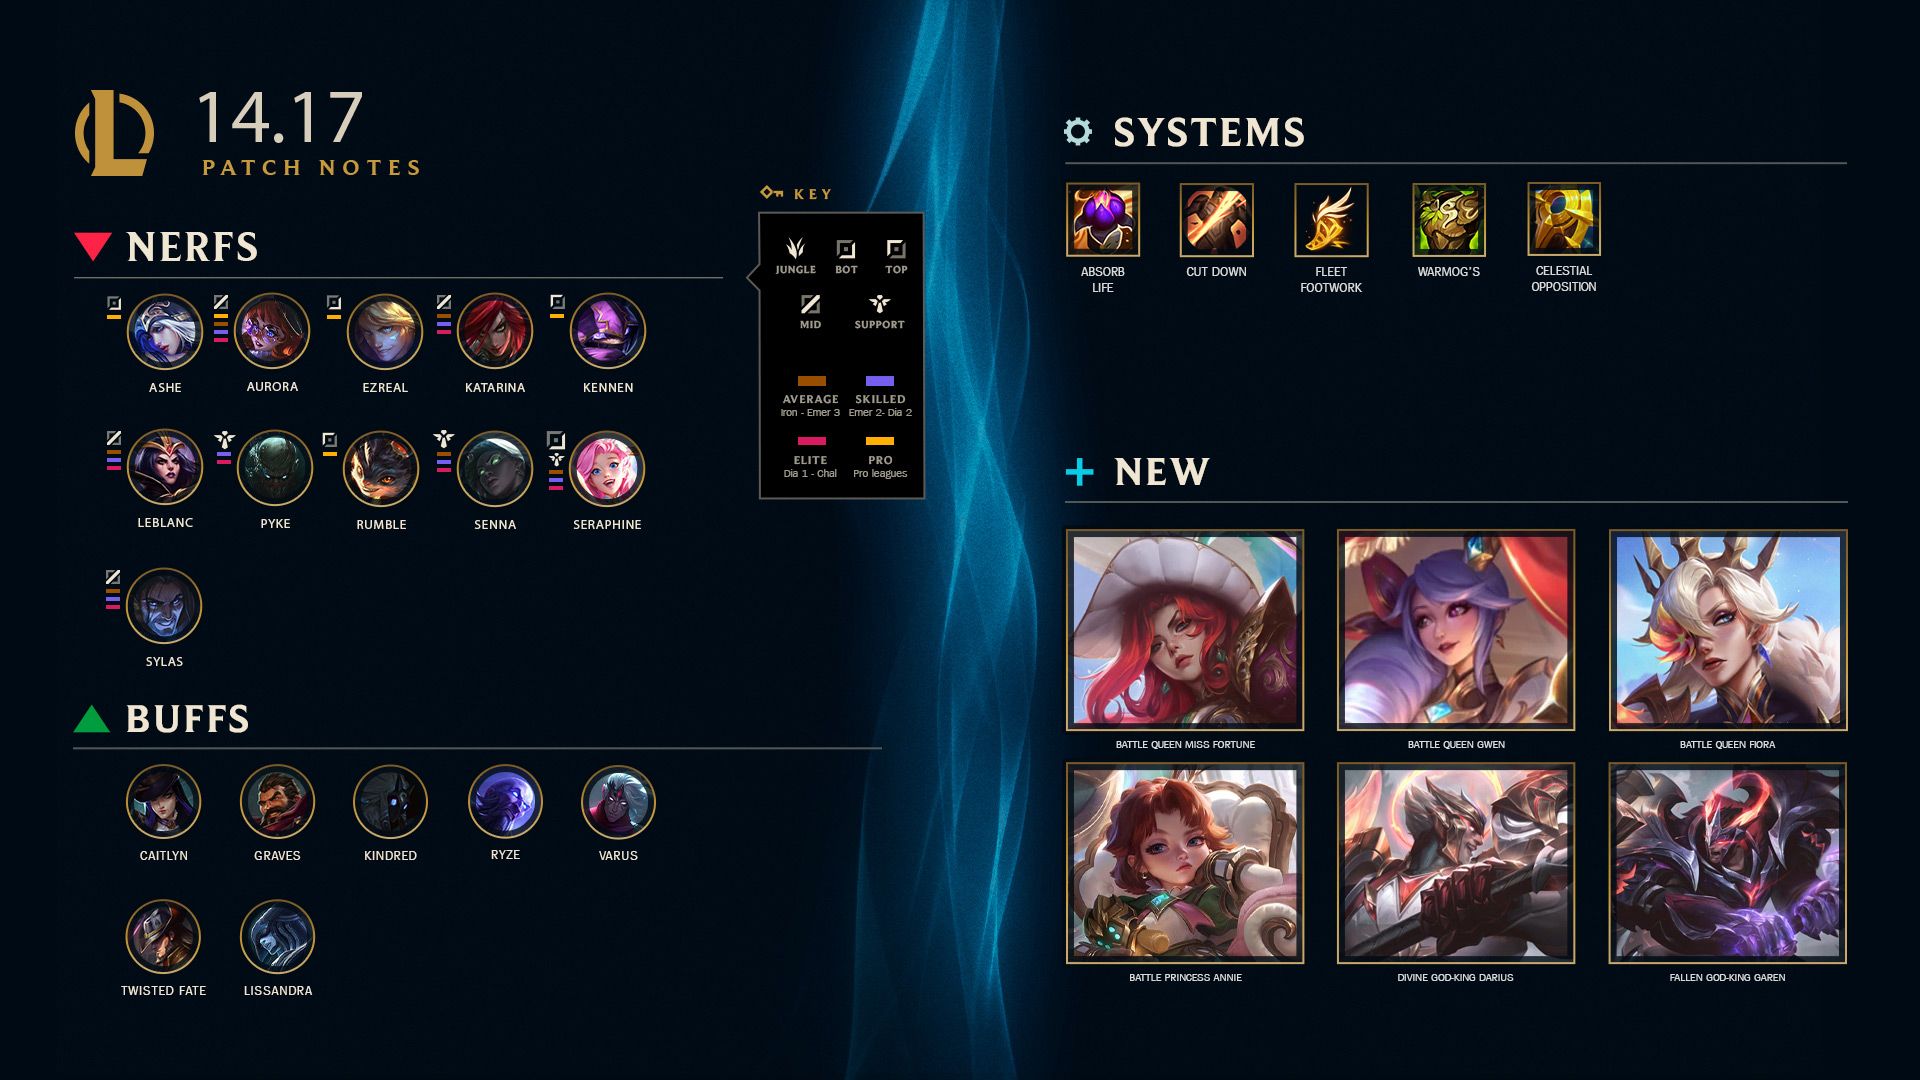 14.17
PATCH NOTES
NERFS
ASHE
AURORA
EZREAL
KATARINA
KENNEN
LEBLANC
PYKE
RUMBLE
SENNA
SERAPHINE
SYLAS
BUFFS
CAITLYN
GRAVES
KINDRED
RYZE
VARUS
TWISTED FATE
LISSANDRA
KEY
JUNGLE
BOT
TOP
MID
SUPPORT
AVERAGE
Iron - Emer 3
SKILLED
Emer 2- Dia 2
ELITE
Dia 1 - Chal
PRO
Pro leagues
SYSTEMS
ABSORB
LIFE
CUT DOWN
FLEET
FOOTWORK
WARMOG'S
CELESTIAL
OPPOSITION
NEW
BATTLE QUEEN MISS FORTUNE
BATTLE QUEEN GWEN
BATTLE QUEEN FIORA
BATTLE PRINCESS ANNIE
DIVINE GOD-KING DARIUS
FALLEN GOD-KING GAREN